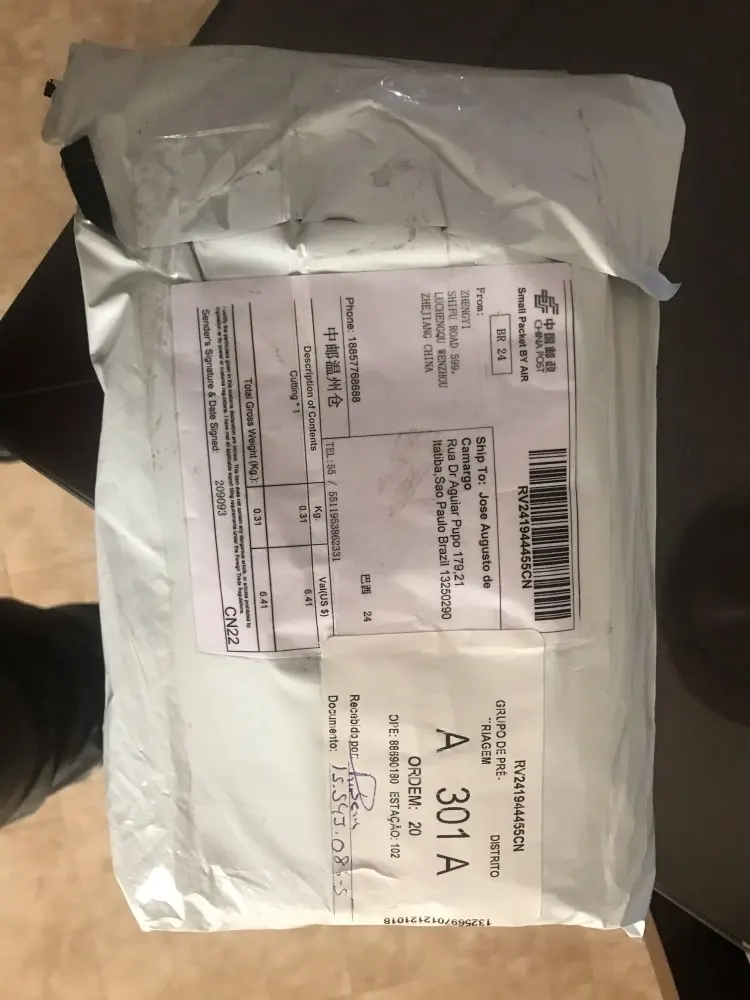 中国邮政
CHINA POST
Small Packet BY AIR
BR 24
RV241944455CN
From:
ZHENGYI
SHIFU ROAD 599,
LUCHENGQU WENZHOU
ZHEJIANG CHINA
Phone: 18857768688
Ship To: Jose Augusto de
Camargo
Rua Dr Aguiar Pupo 179,21
Itatiba,Sao Paulo Brazil 13250290
TEL:55 / 5511953862331
巴西 24
中邮温州仓
Description of Contents Kg. Val(US $)
Cutting * 1 0.31 6.41
Total Gross Weight (Kg.): 0.31 6.41
Sender's Signature & Date Signed: 209093 CN22
RV241944455CN
GRUPO DE PRÉ- DISTRITO
TRIAGEM
A 301 A
ORDEM: 20
DPE: 88690180 ESTAÇÃO: 102
Recebido por:
Documento: